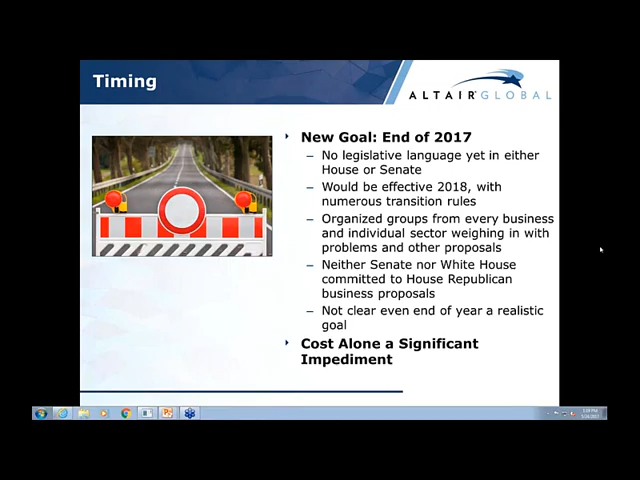 Timing
ALTAIR GLOBAL
New Goal: End of 2017
– No legislative language yet in either
House or Senate
– Would be effective 2018, with
numerous transition rules
– Organized groups from every business
and individual sector weighing in with
problems and other proposals
– Neither Senate nor White House
committed to House Republican
business proposals
– Not clear even end of year a realistic
goal
Cost Alone a Significant
Impediment